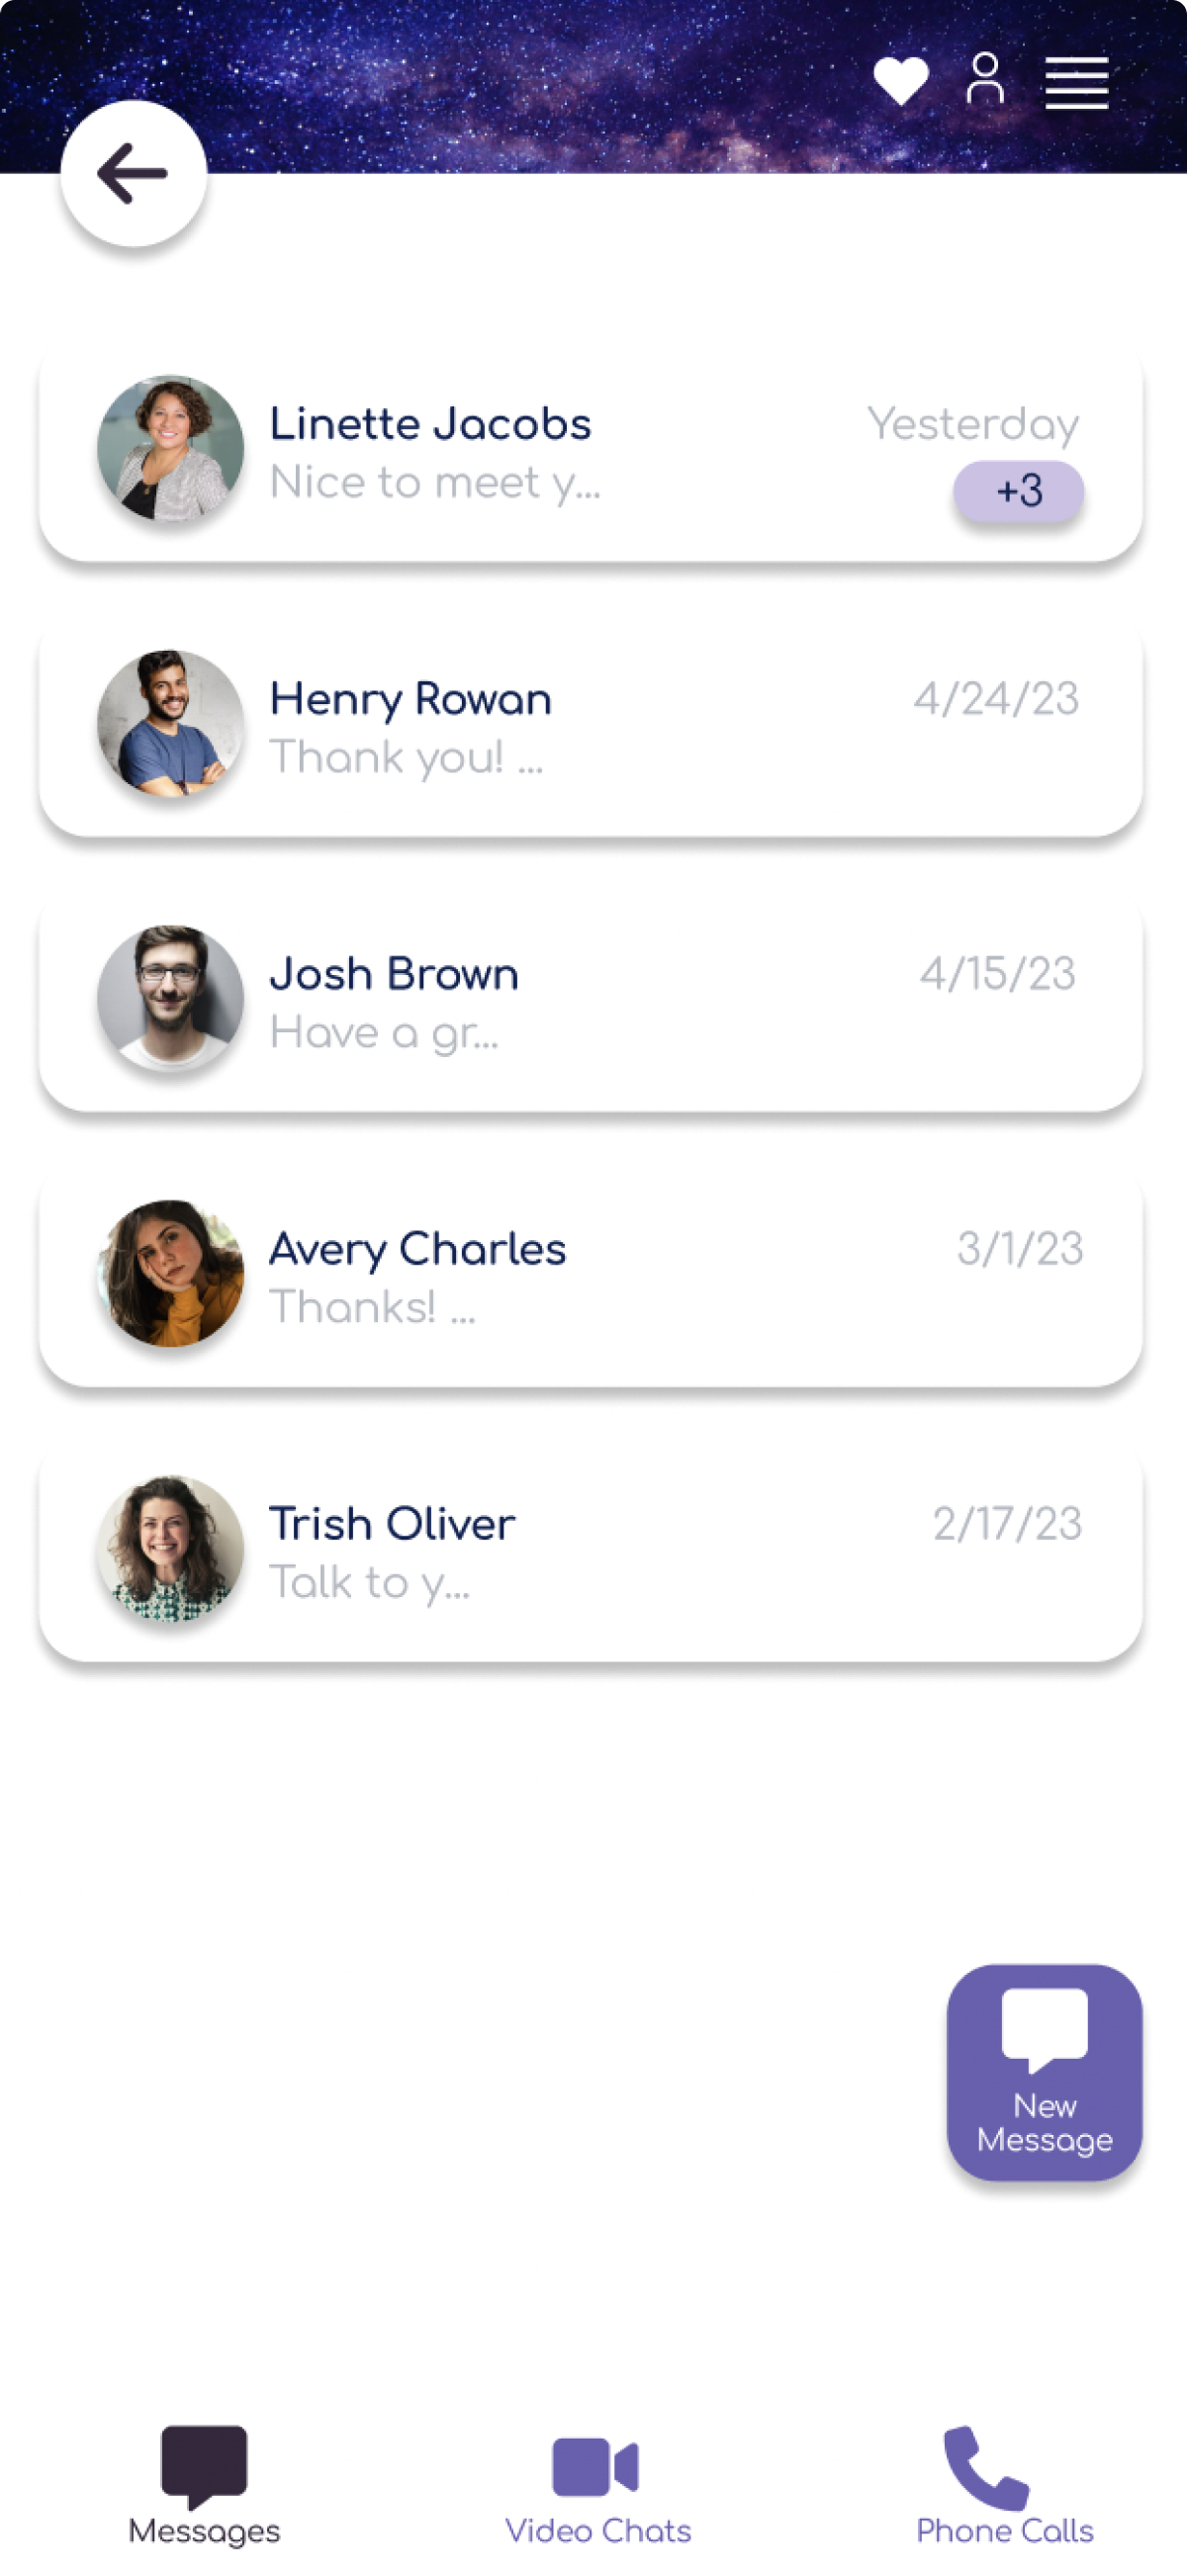 Linette Jacobs
Yesterday
Nice to meet y...
+3
Henry Rowan
4/24/23
Thank you! ...
Josh Brown
4/15/23
Have a gr...
Avery Charles
3/1/23
Thanks! ...
Trish Oliver
2/17/23
Talk to y...
New
Message
Messages
Video Chats
Phone Calls